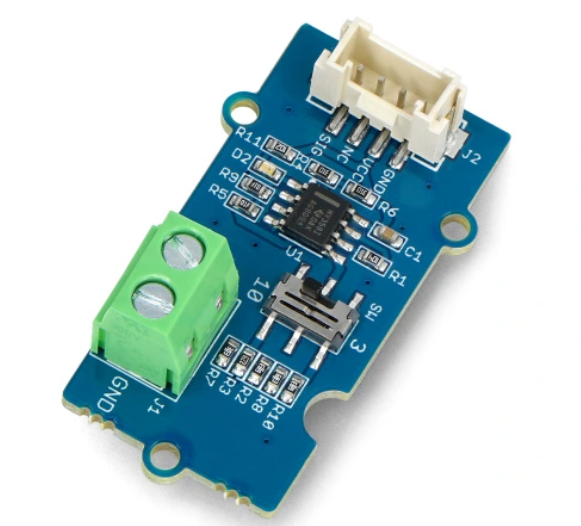 SIG
NC
VCC
GND
J2
R11
R4
D2
R9
R5
R6
U1
C1
R1
10
SW
3
R7
R3
R2
R8
R10
J1
GND